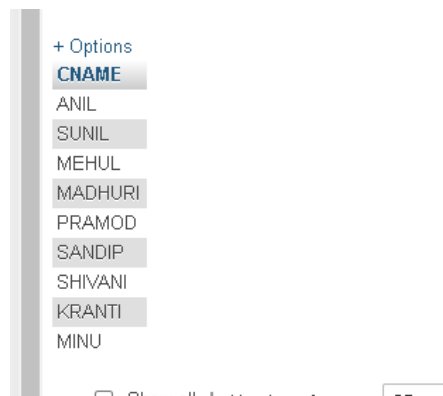 + Options
CNAME
ANIL
SUNIL
MEHUL
MADHURI
PRAMOD
SANDIP
SHIVANI
KRANTI
MINU